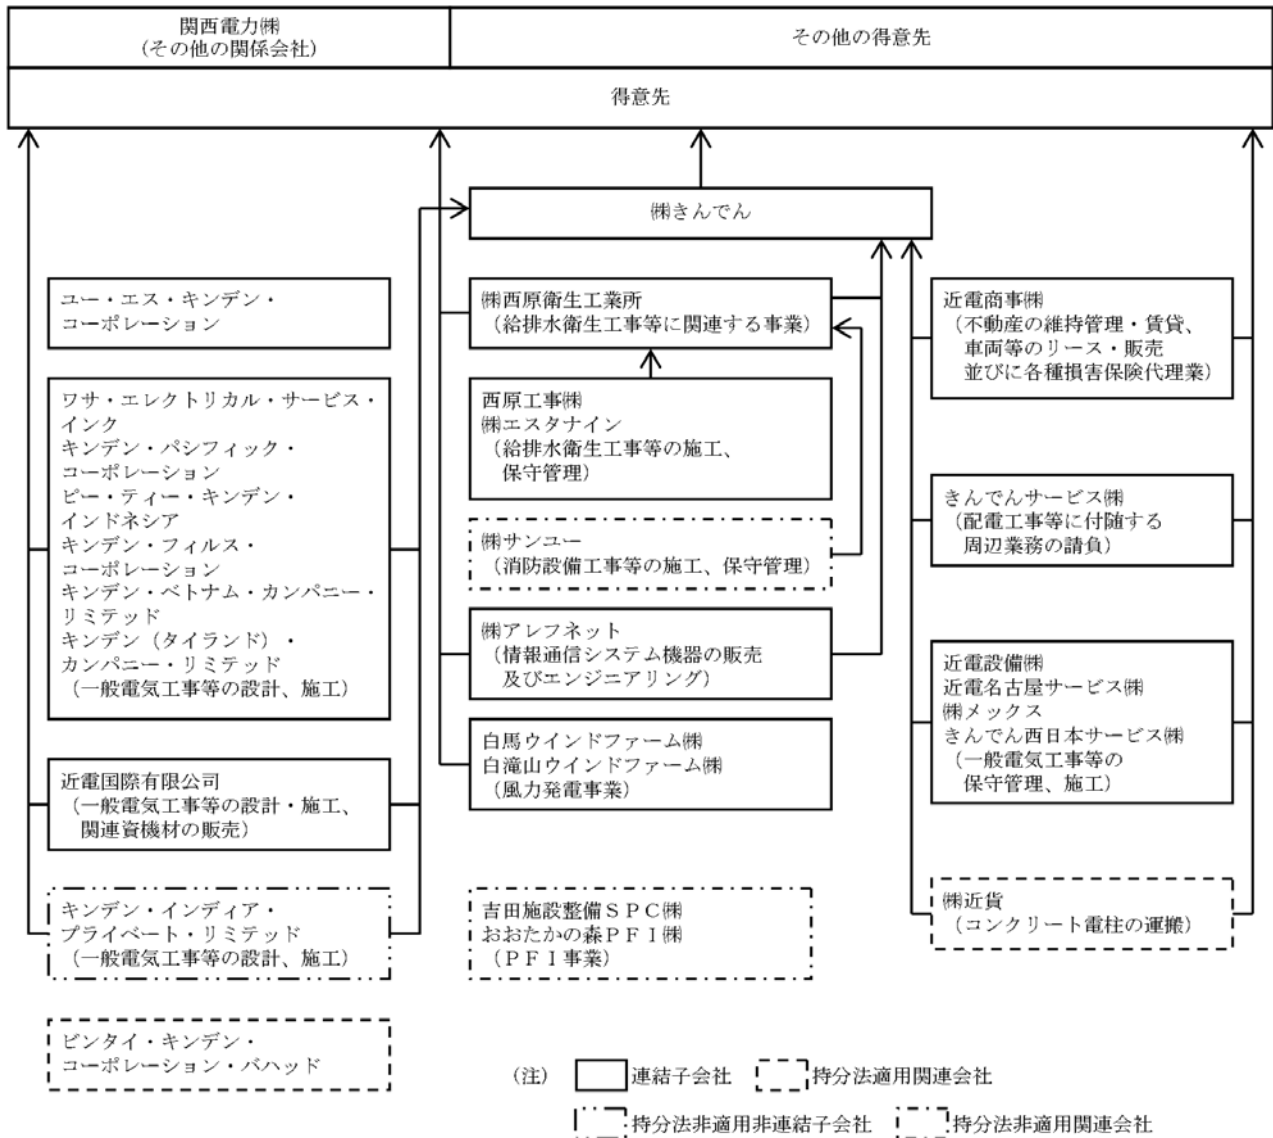 関西電力㈱
（その他の関係会社）
その他の得意先
得意先
㈱きんでん
ユー・エス・キンデン・
コーポレーション
ワサ・エレクトリカル・サービス・
インク
キンデン・パシフィック・
コーポレーション
ピー・ティー・キンデン・
インドネシア
キンデン・フィルス・
コーポレーション
キンデン・ベトナム・カンパニー・
リミテッド
キンデン（タイランド）・
カンパニー・リミテッド
（一般電気工事等の設計、施工）
近電国際有限公司
（一般電気工事等の設計・施工、
関連資機材の販売）
キンデン・インディア・
プライベート・リミテッド
（一般電気工事等の設計、施工）
ビンタイ・キンデン・
コーポレーション・バハッド
㈱西原衛生工業所
（給排水衛生工事等に関連する事業）
西原工事㈱
㈱エスタナイン
（給排水衛生工事等の施工、
保守管理）
㈱サンユー
（消防設備工事等の施工、保守管理）
㈱アレフネット
（情報通信システム機器の販売
及びエンジニアリング）
白馬ウインドファーム㈱
白滝山ウインドファーム㈱
（風力発電事業）
吉田施設整備ＳＰＣ㈱
おおたかの森ＰＦＩ㈱
（ＰＦＩ事業）
近電商事㈱
（不動産の維持管理・賃貸、
車両等のリース・販売
並びに各種損害保険代理業）
きんでんサービス㈱
（配電工事等に付随する
周辺業務の請負）
近電設備㈱
近電名古屋サービス㈱
㈱メックス
きんでん西日本サービス㈱
（一般電気工事等の
保守管理、施工）
㈱近貨
（コンクリート電柱の運搬）
（注） 連結子会社 持分法適用関連会社
持分法非適用非連結子会社 持分法非適用関連会社